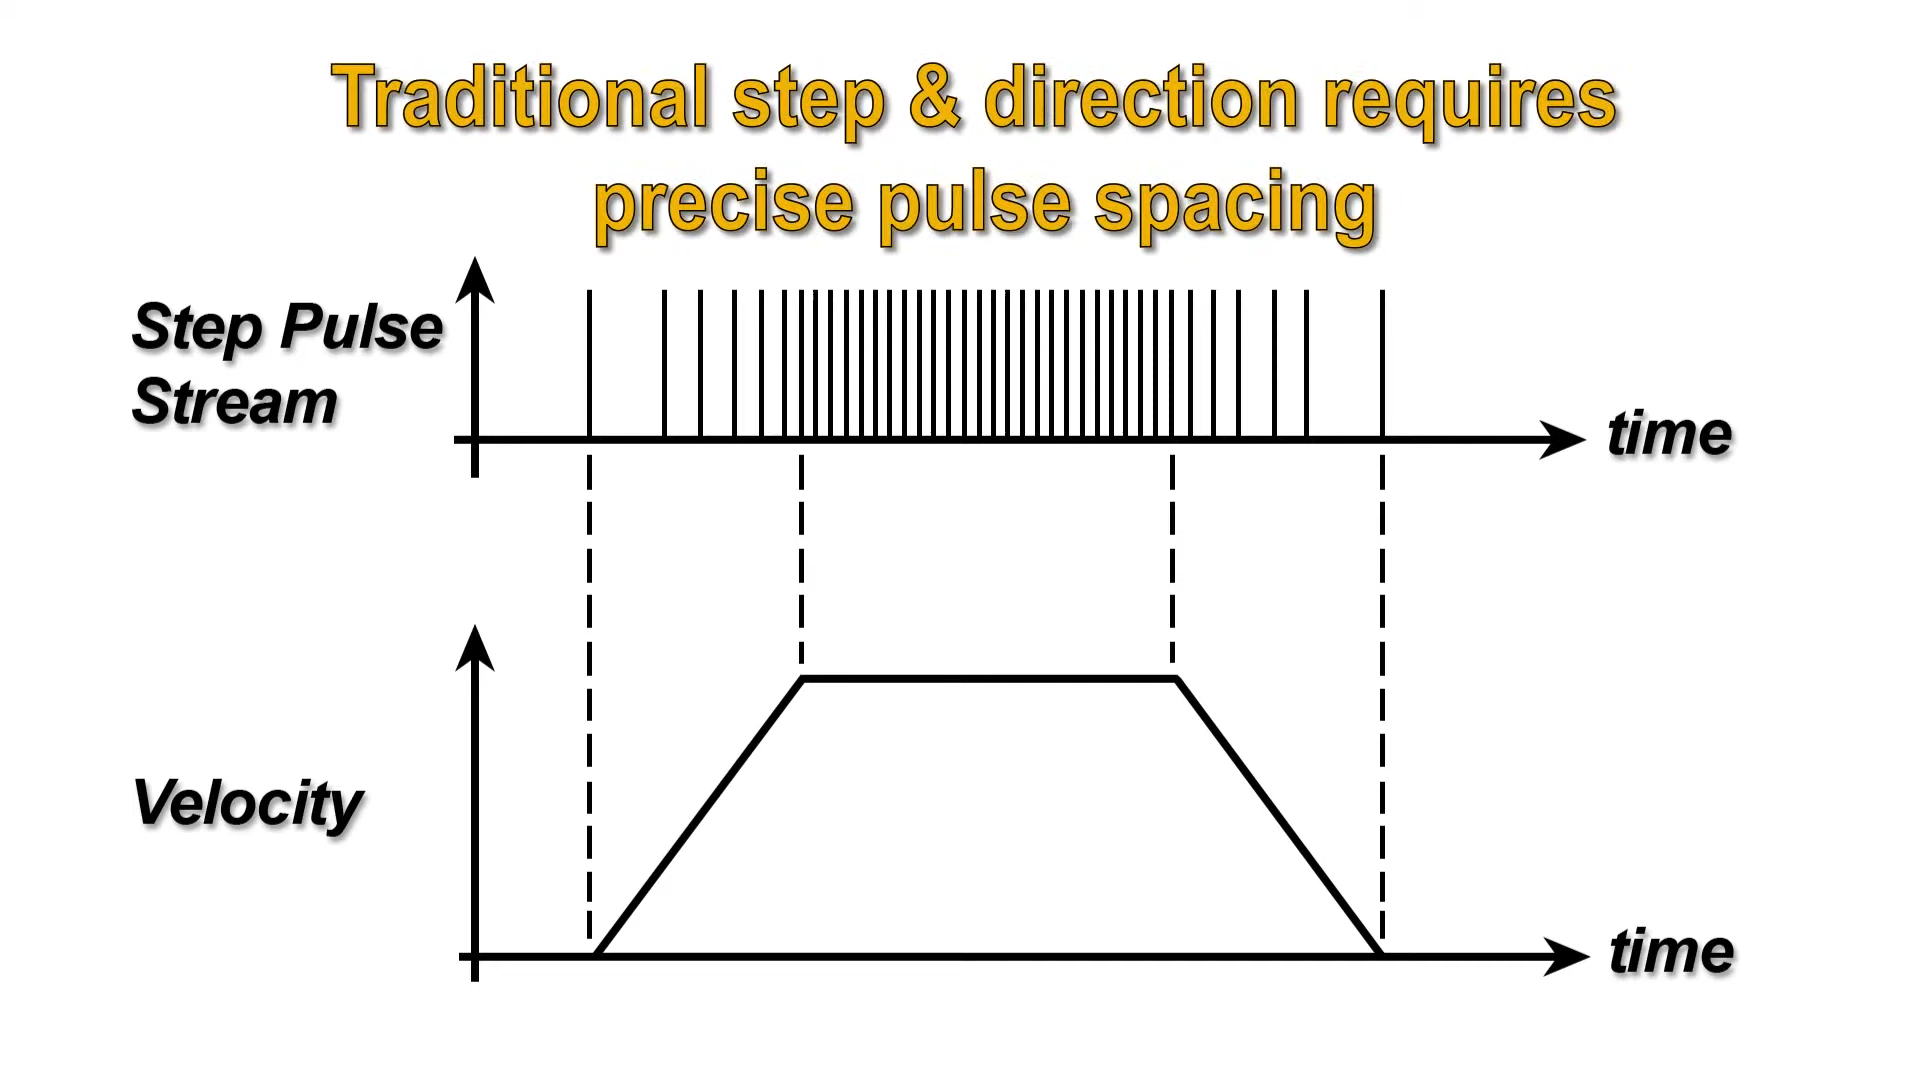 Traditional step & direction requires
precise pulse spacing
Step Pulse
Stream
time
Velocity
time